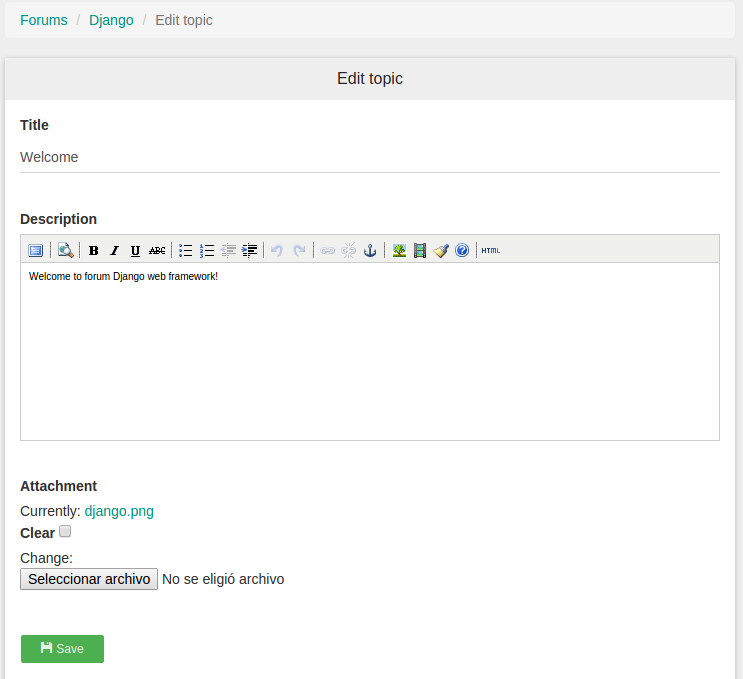 Forums / Django / Edit topic
Edit topic
Title
Welcome
Description
B I U ABC HTML
Welcome to forum Django web framework!
Attachment
Currently: django.png
Clear
Change:
Seleccionar archivo No se eligió archivo
Save